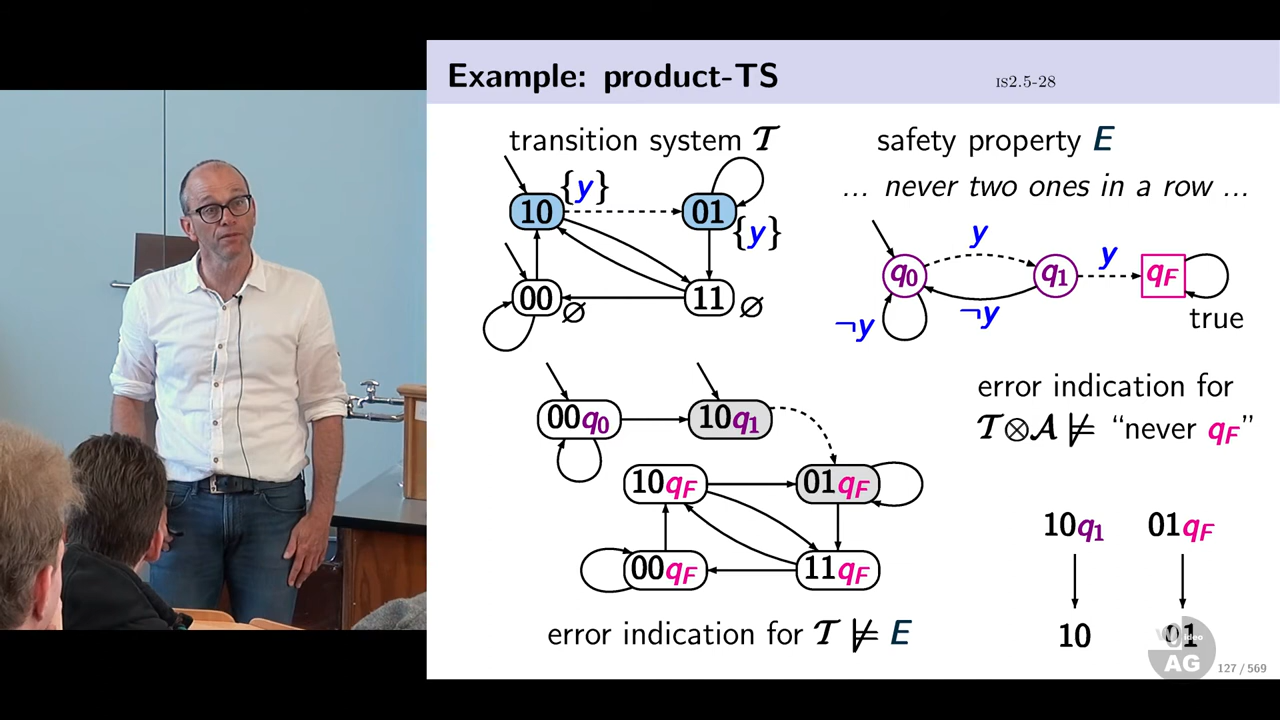 Example: product-TS
IS2.5-28
transition system 𝒯
safety property E
... never two ones in a row ...
10 {y} 01
{y}
00 ∅ 11 ∅
q0 y q1 y qF
¬y ¬y
true
00q0 10q1
10qF 01qF
00qF 11qF
error indication for
𝒯⊗𝒜 ⊭ “never qF”
10q1 01qF
10 01
error indication for 𝒯 ⊭ E
video
AG
127 / 569